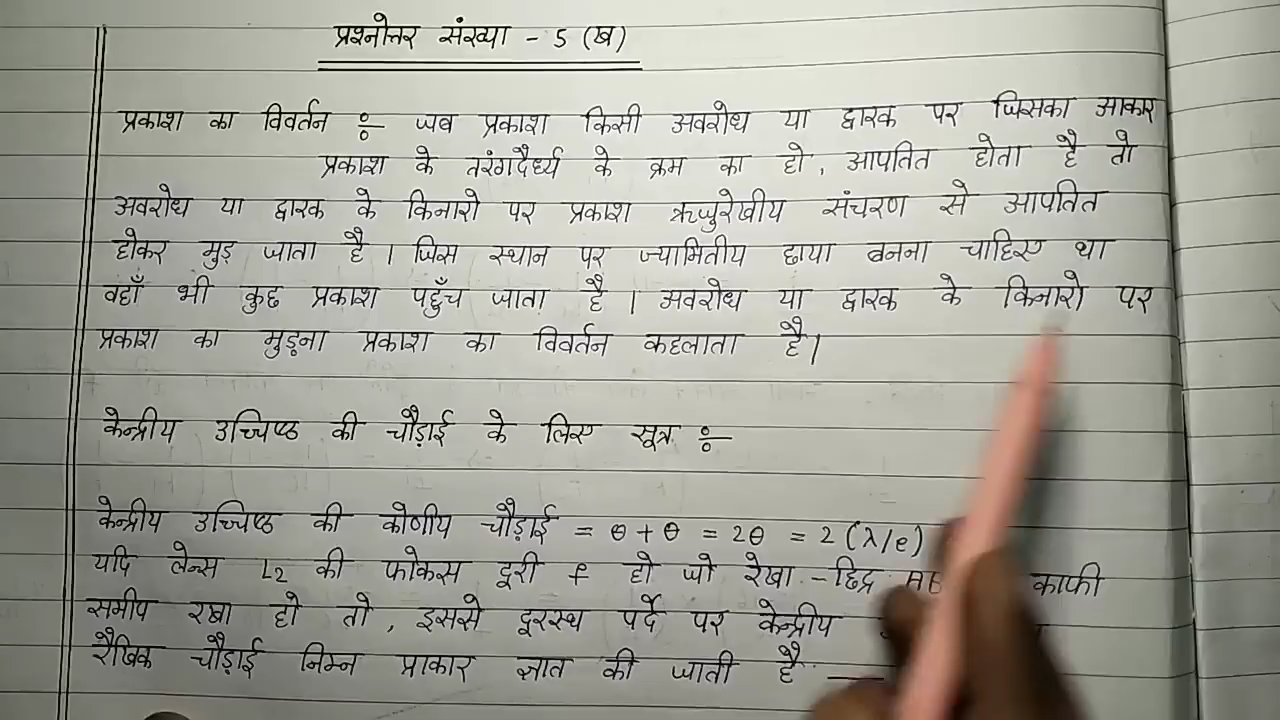 प्रश्नोत्तर संख्या - 5 (ख)
प्रकाश का विवर्तन ÷ जब प्रकाश किसी अवरोध या द्वारक पर जिसका आकार
प्रकाश के तरंगदैर्ध्य के क्रम का हो, आपतित होता है तो
अवरोध या द्वारक के किनारो पर प्रकाश ऋजुरेखीय संचरण से आपतित
होकर मुड़ जाता है । जिस स्थान पर ज्यामितीय छाया बनना चाहिए था
वहाँ भी कुछ प्रकाश पहुँच जाता है । अवरोध या द्वारक के किनारो पर
प्रकाश का मुड़ना प्रकाश का विवर्तन कहलाता है।
केन्द्रीय उच्चिष्ठ की चौड़ाई के लिए सूत्र ÷
केन्द्रीय उच्चिष्ठ की कोणीय चौड़ाई = θ + θ = 2θ = 2 (λ/e)
यदि लेन्स L2 की फोकस दूरी f हो जो रेखा - छिद्र काफी
समीप रखा हो तो , इससे दूरस्थ पर्दे पर केन्द्रीय
रैखिक चौड़ाई निम्न प्राकार ज्ञात की जाती है —